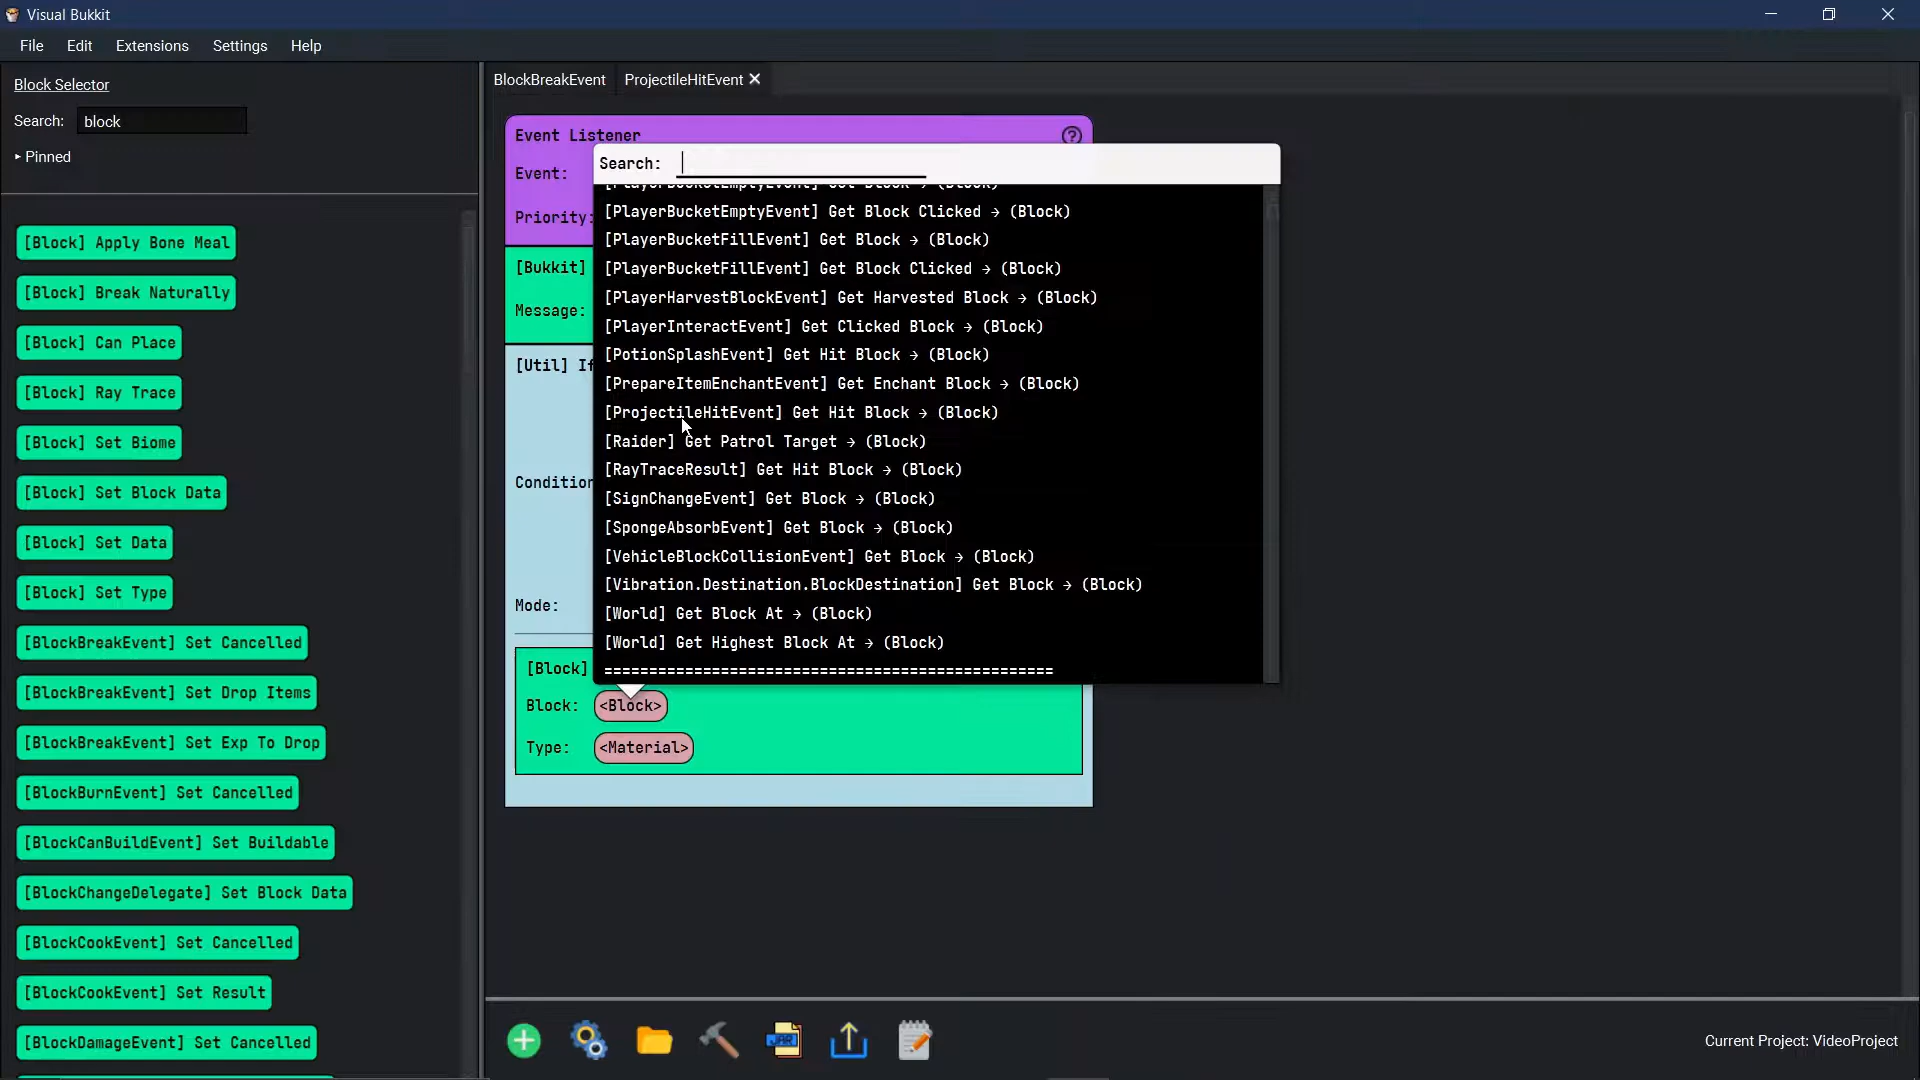 Visual Bukkit
File Edit Extensions Settings Help
Block Selector
Search: block
▸ Pinned
[Block] Apply Bone Meal
[Block] Break Naturally
[Block] Can Place
[Block] Ray Trace
[Block] Set Biome
[Block] Set Block Data
[Block] Set Data
[Block] Set Type
[BlockBreakEvent] Set Cancelled
[BlockBreakEvent] Set Drop Items
[BlockBreakEvent] Set Exp To Drop
[BlockBurnEvent] Set Cancelled
[BlockCanBuildEvent] Set Buildable
[BlockChangeDelegate] Set Block Data
[BlockCookEvent] Set Cancelled
[BlockCookEvent] Set Result
[BlockDamageEvent] Set Cancelled
BlockBreakEvent ProjectileHitEvent ✕
Event Listener ?
Event:
Priority:
[Bukkit]
Message:
[Util] If
Condition
Mode:
[Block]
Block: <Block>
Type: <Material>
Search:
[PlayerBucketEmptyEvent] Get Block → (Block)
[PlayerBucketEmptyEvent] Get Block Clicked → (Block)
[PlayerBucketFillEvent] Get Block → (Block)
[PlayerBucketFillEvent] Get Block Clicked → (Block)
[PlayerHarvestBlockEvent] Get Harvested Block → (Block)
[PlayerInteractEvent] Get Clicked Block → (Block)
[PotionSplashEvent] Get Hit Block → (Block)
[PrepareItemEnchantEvent] Get Enchant Block → (Block)
[ProjectileHitEvent] Get Hit Block → (Block)
[Raider] Get Patrol Target → (Block)
[RayTraceResult] Get Hit Block → (Block)
[SignChangeEvent] Get Block → (Block)
[SpongeAbsorbEvent] Get Block → (Block)
[VehicleBlockCollisionEvent] Get Block → (Block)
[Vibration.Destination.BlockDestination] Get Block → (Block)
[World] Get Block At → (Block)
[World] Get Highest Block At → (Block)
==================================================
JAR
Current Project: VideoProject